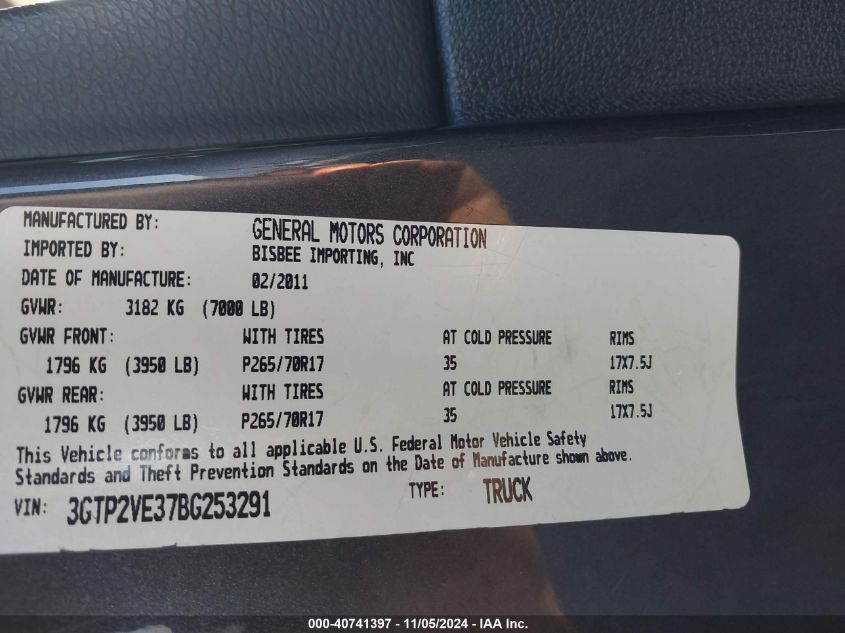 MANUFACTURED BY: GENERAL MOTORS CORPORATION
IMPORTED BY: BISBEE IMPORTING, INC
DATE OF MANUFACTURE: 02/2011
GVWR: 3182 KG (7000 LB)
GVWR FRONT: WITH TIRES AT COLD PRESSURE RIMS
1796 KG (3950 LB) P265/70R17 35 17X7.5J
GVWR REAR: WITH TIRES AT COLD PRESSURE RIMS
1796 KG (3950 LB) P265/70R17 35 17X7.5J
This Vehicle conforms to all applicable U.S. Federal Motor Vehicle Safety
Standards and Theft Prevention Standards on the Date of Manufacture shown above.
VIN: 3GTP2VE37BG253291 TYPE: TRUCK
000-40741397 - 11/05/2024 - IAA Inc.